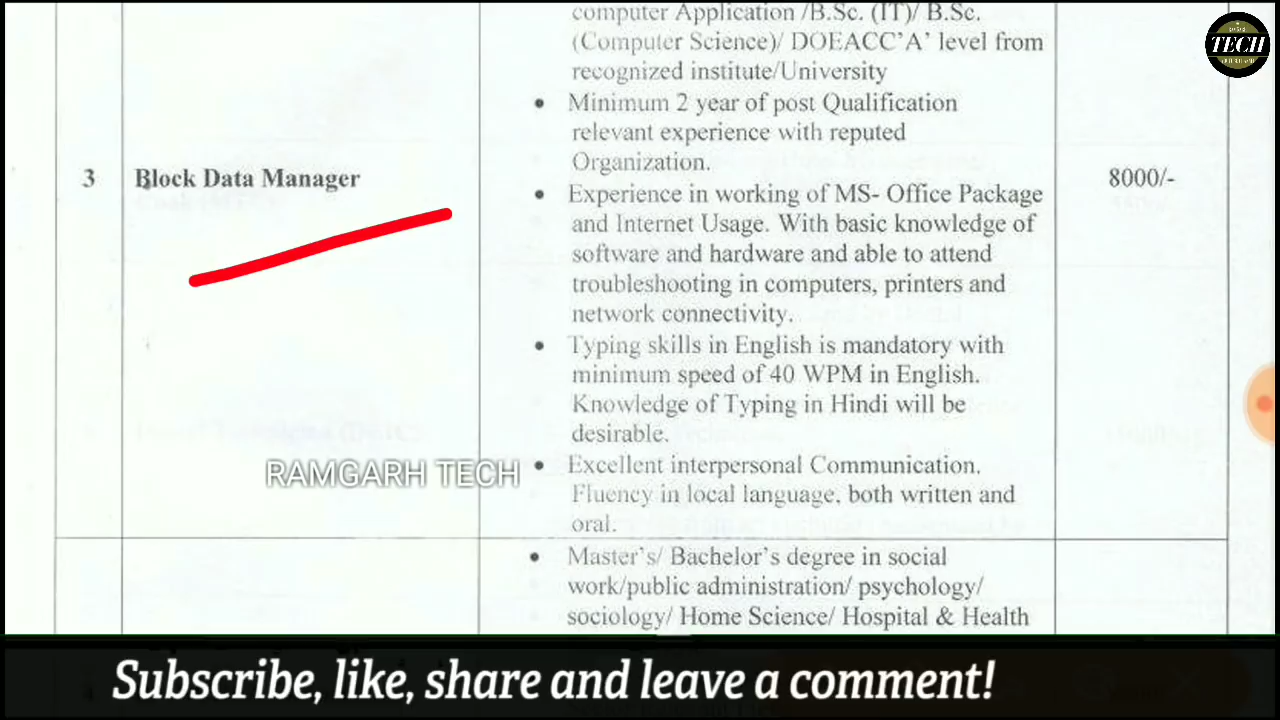 computer Application /B.Sc. (IT)/ B.Sc.
(Computer Science)/ DOEACC'A' level from
recognized institute/University
• Minimum 2 year of post Qualification
relevant experience with reputed
Organization.
3 Block Data Manager 8000/-
• Experience in working of MS- Office Package
and Internet Usage. With basic knowledge of
software and hardware and able to attend
troubleshooting in computers, printers and
network connectivity.
• Typing skills in English is mandatory with
minimum speed of 40 WPM in English.
Knowledge of Typing in Hindi will be
desirable.
• Excellent interpersonal Communication.
Fluency in local language, both written and
oral.
• Master's/ Bachelor's degree in social
work/public administration/ psychology/
sociology/ Home Science/ Hospital & Health
RAMGARH TECH
TECH
Subscribe, like, share and leave a comment!